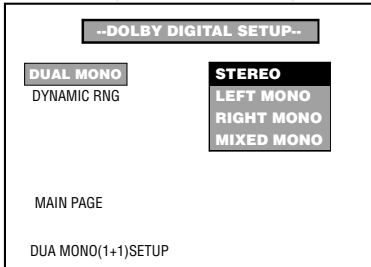 --DOLBY DIGITAL SETUP--
DUAL MONO STEREO
DYNAMIC RNG LEFT MONO
RIGHT MONO
MIXED MONO
MAIN PAGE
DUA MONO(1+1)SETUP